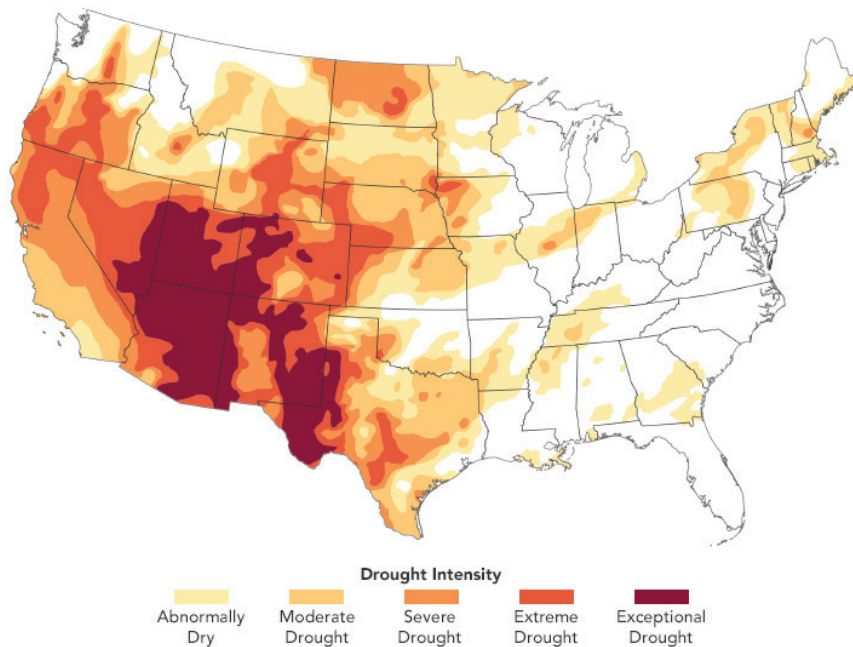 Drought Intensity
Abnormally
Dry
Moderate
Drought
Severe
Drought
Extreme
Drought
Exceptional
Drought